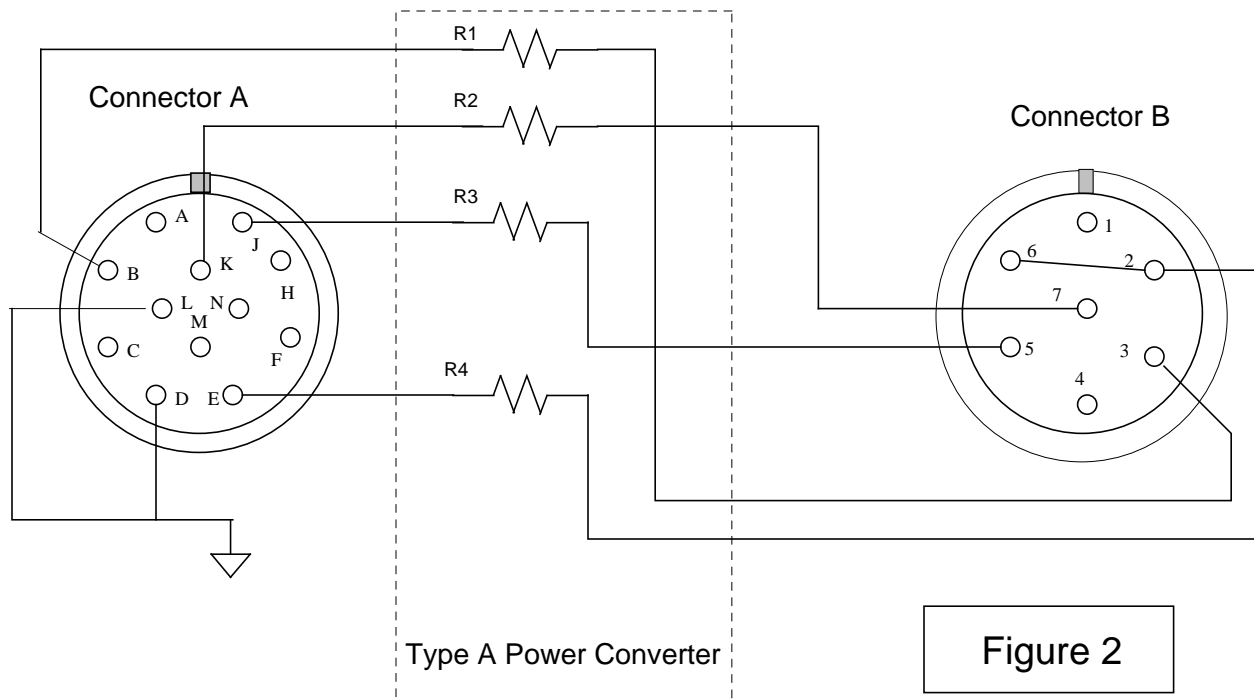 R1
Connector A
R2
Connector B
R3
A
J
1
B
K
H
6
2
L
N
7
M
C
F
5
3
R4
D
E
4
Type A Power Converter
Figure 2